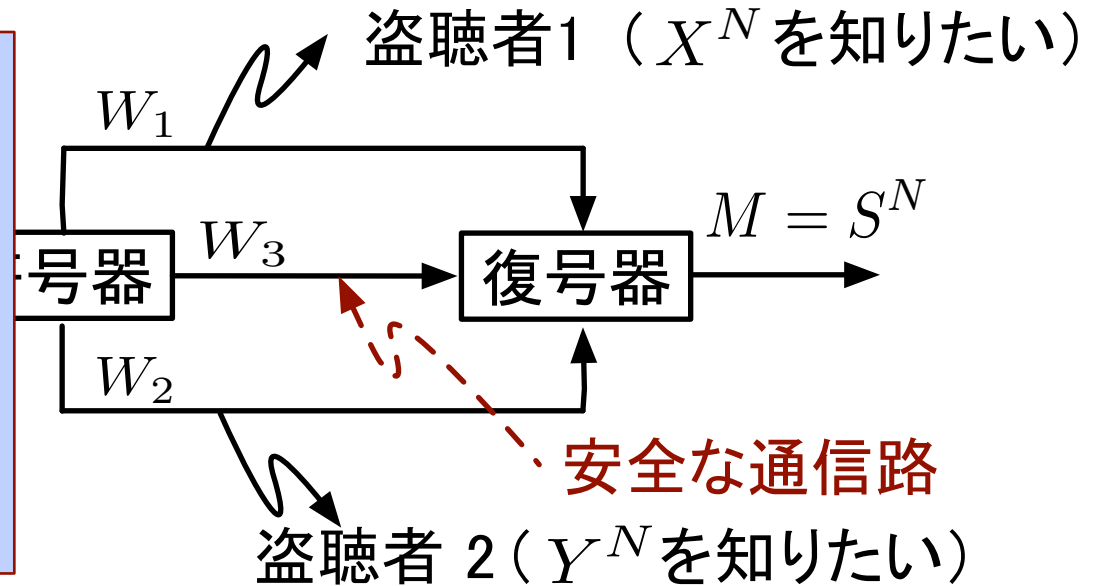 盗聴者1（$X^N$を知りたい）
$W_1$
$M = S^N$
$W_3$
号器
復号器
$W_2$
安全な通信路
盗聴者 2（$Y^N$を知りたい）